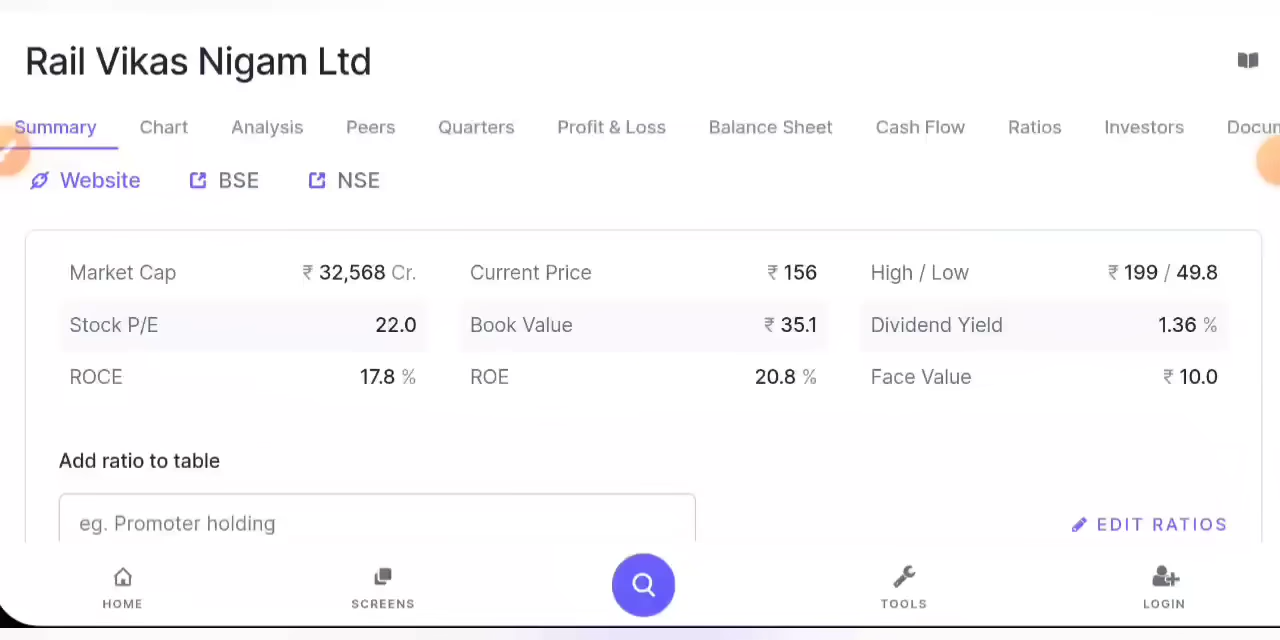 Rail Vikas Nigam Ltd
Summary Chart Analysis Peers Quarters Profit & Loss Balance Sheet Cash Flow Ratios Investors Docum
Website BSE NSE
Market Cap ₹ 32,568 Cr. Current Price ₹ 156 High / Low ₹ 199 / 49.8
Stock P/E 22.0 Book Value ₹ 35.1 Dividend Yield 1.36 %
ROCE 17.8 % ROE 20.8 % Face Value ₹ 10.0
Add ratio to table
eg. Promoter holding EDIT RATIOS
HOME SCREENS TOOLS LOGIN